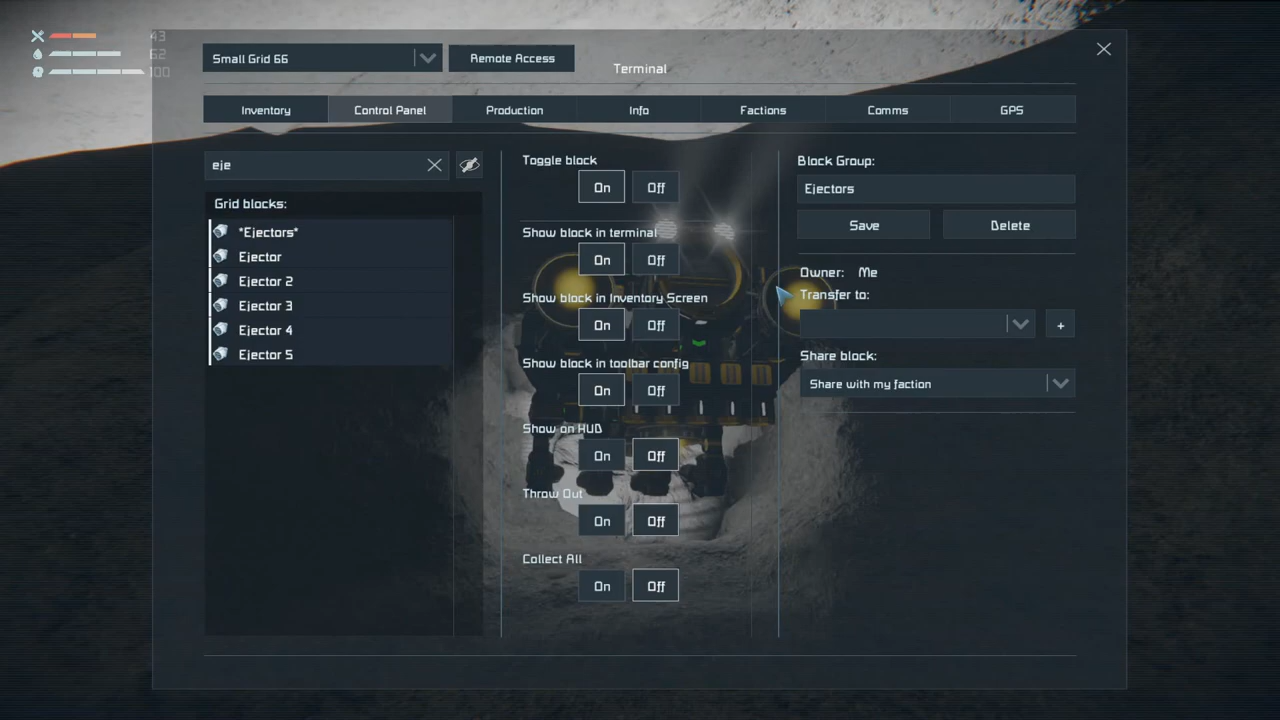 43
62
100
Small Grid 66
Remote Access
Terminal
Inventory
Control Panel
Production
Info
Factions
Comms
GPS
eje
Grid blocks:
*Ejectors*
Ejector
Ejector 2
Ejector 3
Ejector 4
Ejector 5
Toggle block
On Off
Show block in terminal
On Off
Show block in Inventory Screen
On Off
Show block in toolbar config
On Off
Show on HUD
On Off
Throw Out
On Off
Collect All
On Off
Block Group:
Ejectors
Save
Delete
Owner: Me
Transfer to:
+
Share block:
Share with my faction